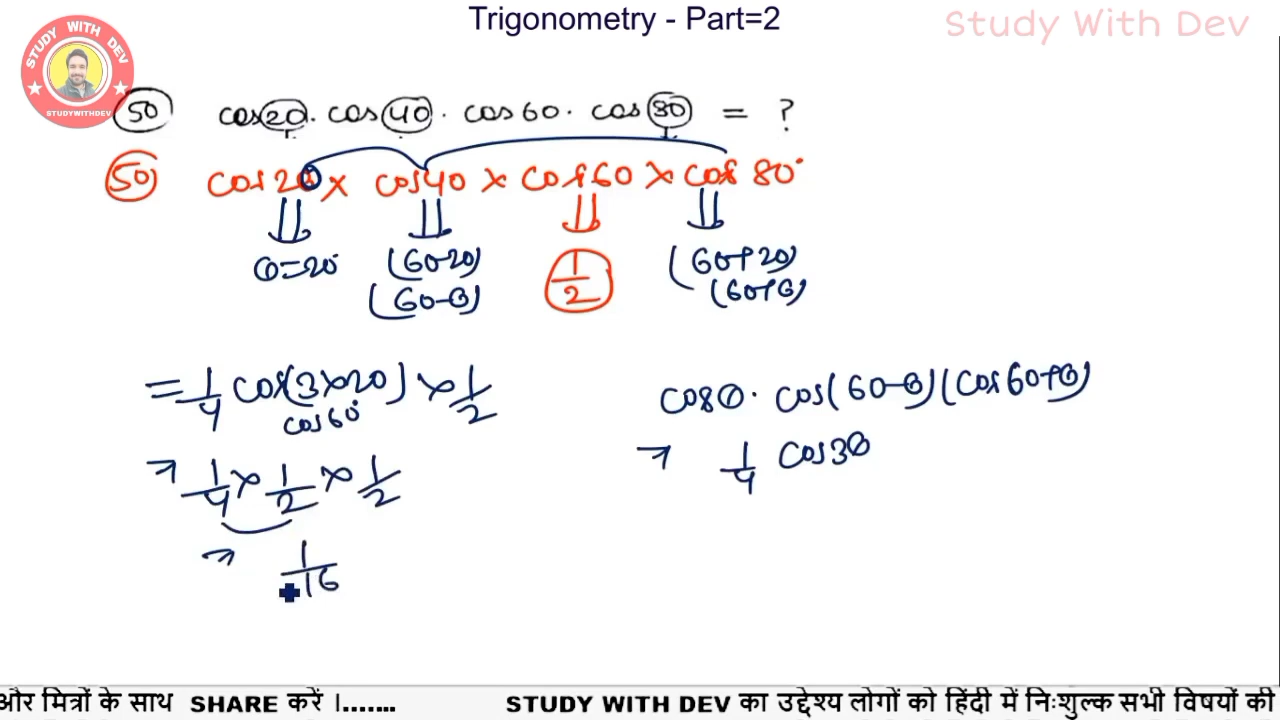 Trigonometry - Part=2
Study With Dev
STUDY WITH DEV
STUDYWITHDEV
50 cos20. cos40. cos60. cos80 = ?
50 cos20 × cos40 × cos60 × cos80°
θ=20° (60-20) 1/2 (60+20)
(60-θ) (60+θ)
= 1/4 cos(3×20) × 1/2
cos60°
cosθ. cos(60-θ)(cos60+θ)
→ 1/4 cos3θ
→ 1/4 × 1/2 × 1/2
→ 1/16
और मित्रों के साथ SHARE करें ।....... STUDY WITH DEV का उद्देश्य लोगों को हिंदी में निःशुल्क सभी विषयों की